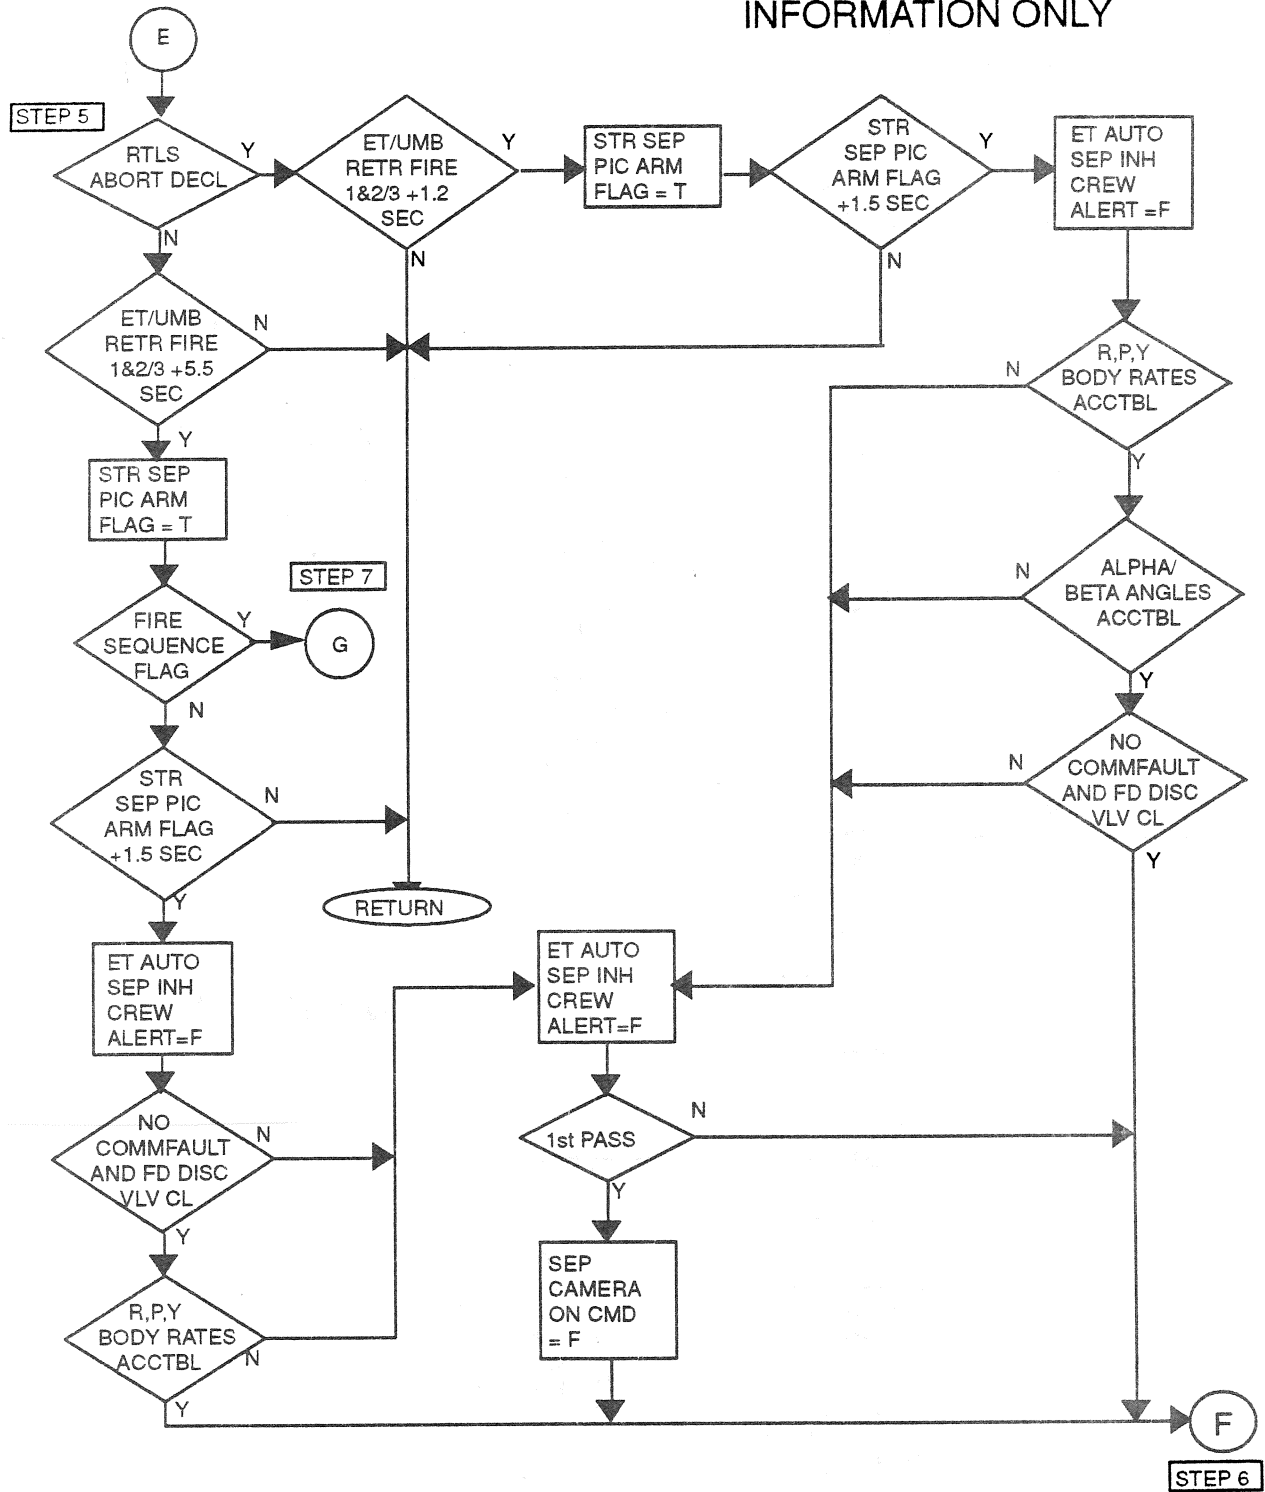 INFORMATION ONLY
E
STEP 5
RTLS
ABORT DECL
Y
N
ET/UMB
RETR FIRE
1&2/3 +1.2
SEC
Y
N
STR SEP
PIC ARM
FLAG = T
STR
SEP PIC
ARM FLAG
+1.5 SEC
Y
N
ET AUTO
SEP INH
CREW
ALERT =F
ET/UMB
RETR FIRE
1&2/3 +5.5
SEC
N
Y
R,P,Y
BODY RATES
ACCTBL
N
Y
STR SEP
PIC ARM
FLAG = T
ALPHA/
BETA ANGLES
ACCTBL
N
Y
STEP 7
FIRE
SEQUENCE
FLAG
Y
G
N
NO
COMMFAULT
AND FD DISC
VLV CL
N
Y
STR
SEP PIC
ARM FLAG
+1.5 SEC
N
Y
RETURN
ET AUTO
SEP INH
CREW
ALERT=F
ET AUTO
SEP INH
CREW
ALERT=F
NO
COMMFAULT
AND FD DISC
VLV CL
N
Y
1st PASS
N
Y
SEP
CAMERA
ON CMD
= F
R,P,Y
BODY RATES
ACCTBL
N
Y
F
STEP 6